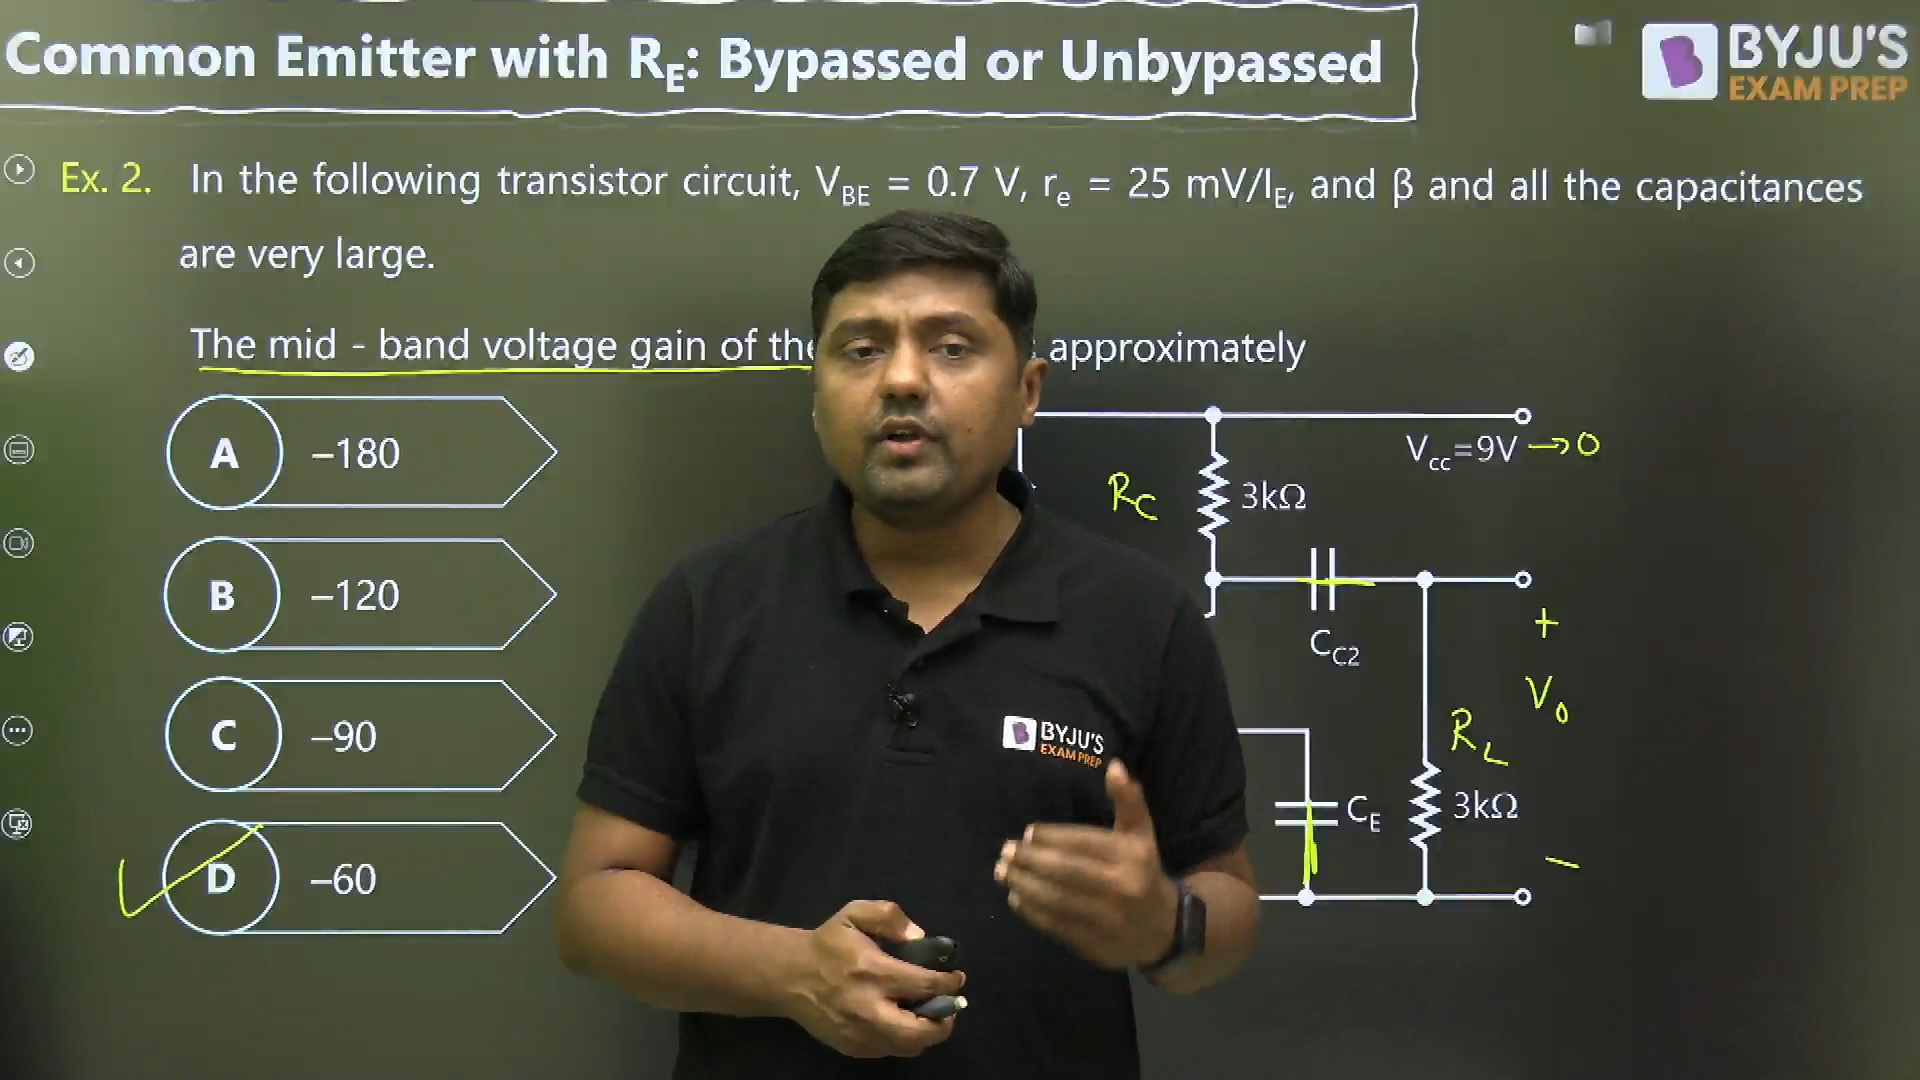 Common Emitter with RE: Bypassed or Unbypassed
BYJU'S
EXAM PREP
Ex. 2. In the following transistor circuit, VBE = 0.7 V, re = 25 mV/IE, and β and all the capacitances
are very large.
The mid - band voltage gain of the approximately
A –180
B –120
C –90
D –60
Vcc=9V → 0
RC 3kΩ
CC2
+
V0
–
RL
3kΩ
CE
BYJU'S
EXAM PREP